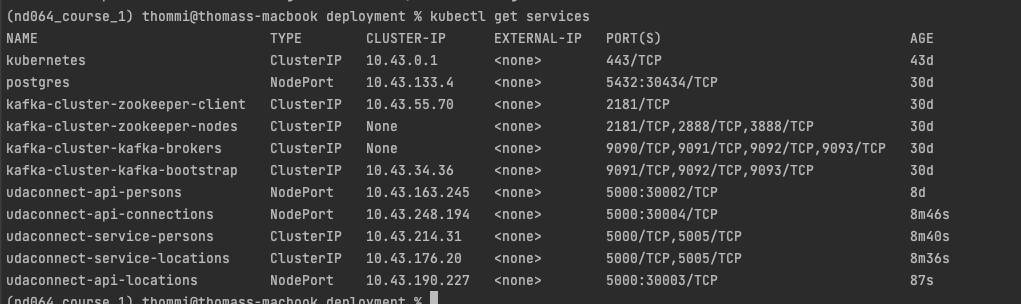 (nd064_course_1) thommi@thomass-macbook deployment % kubectl get services
NAME TYPE CLUSTER-IP EXTERNAL-IP PORT(S) AGE
kubernetes ClusterIP 10.43.0.1 <none> 443/TCP 43d
postgres NodePort 10.43.133.4 <none> 5432:30434/TCP 30d
kafka-cluster-zookeeper-client ClusterIP 10.43.55.70 <none> 2181/TCP 30d
kafka-cluster-zookeeper-nodes ClusterIP None <none> 2181/TCP,2888/TCP,3888/TCP 30d
kafka-cluster-kafka-brokers ClusterIP None <none> 9090/TCP,9091/TCP,9092/TCP,9093/TCP 30d
kafka-cluster-kafka-bootstrap ClusterIP 10.43.34.36 <none> 9091/TCP,9092/TCP,9093/TCP 30d
udaconnect-api-persons NodePort 10.43.163.245 <none> 5000:30002/TCP 8d
udaconnect-api-connections NodePort 10.43.248.194 <none> 5000:30004/TCP 8m46s
udaconnect-service-persons ClusterIP 10.43.214.31 <none> 5000/TCP,5005/TCP 8m40s
udaconnect-service-locations ClusterIP 10.43.176.20 <none> 5000/TCP,5005/TCP 8m36s
udaconnect-api-locations NodePort 10.43.190.227 <none> 5000:30003/TCP 87s
(nd064_course_1) thommi@thomass-macbook deployment %